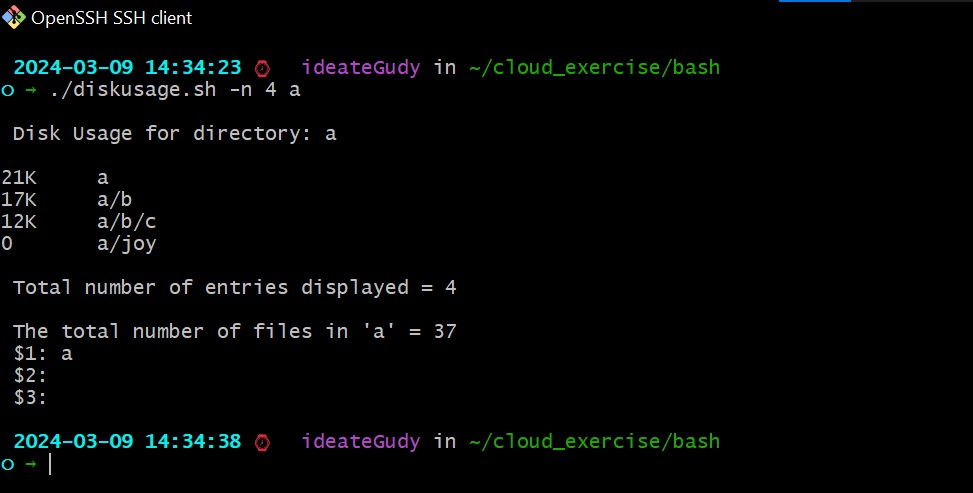 OpenSSH SSH client
2024-03-09 14:34:23 ideateGudy in ~/cloud_exercise/bash
o → ./diskusage.sh -n 4 a
Disk Usage for directory: a
21K a
17K a/b
12K a/b/c
0 a/joy
Total number of entries displayed = 4
The total number of files in 'a' = 37
$1: a
$2:
$3:
2024-03-09 14:34:38 ideateGudy in ~/cloud_exercise/bash
o →